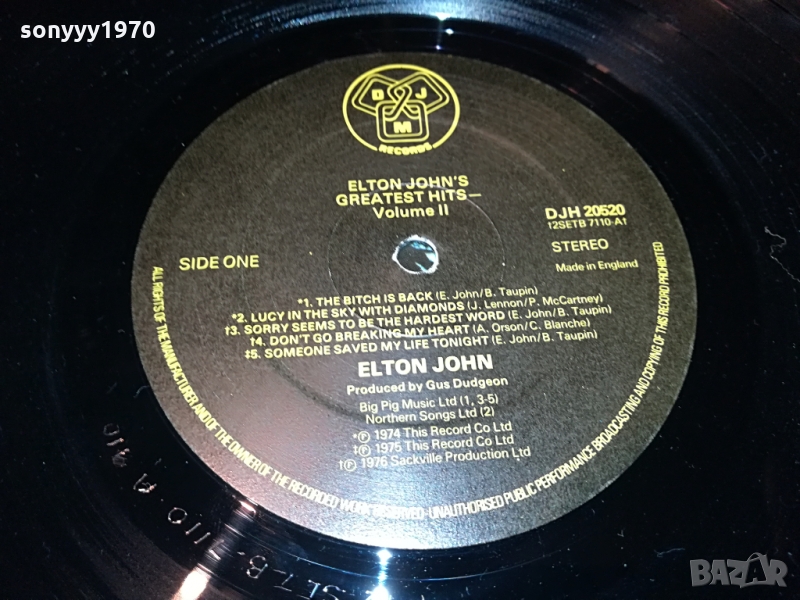 sonyyy1970
D J
M
RECORDS
ELTON JOHN'S
GREATEST HITS—
Volume II
DJH 20520
†2SETB 7110·A†
SIDE ONE
STEREO
Made in England
*1. THE BITCH IS BACK (E. John/B. Taupin)
*2. LUCY IN THE SKY WITH DIAMONDS (J. Lennon/P. McCartney)
†3. SORRY SEEMS TO BE THE HARDEST WORD (E. John/B. Taupin)
†4. DON'T GO BREAKING MY HEART (A. Orson/C. Blanche)
‡5. SOMEONE SAVED MY LIFE TONIGHT (E. John/B. Taupin)
ELTON JOHN
Produced by Gus Dudgeon
Big Pig Music Ltd (1, 3-5)
Northern Songs Ltd (2)
*℗ 1974 This Record Co Ltd
‡℗ 1975 This Record Co Ltd
†℗ 1976 Sackville Production Ltd
ALL RIGHTS OF THE MANUFACTURER AND OF THE OWNER OF THE RECORDED WORK RESERVED·UNAUTHORISED PUBLIC PERFORMANCE BROADCASTING AND COPYING OF THIS RECORD PROHIBITED
BAZAR